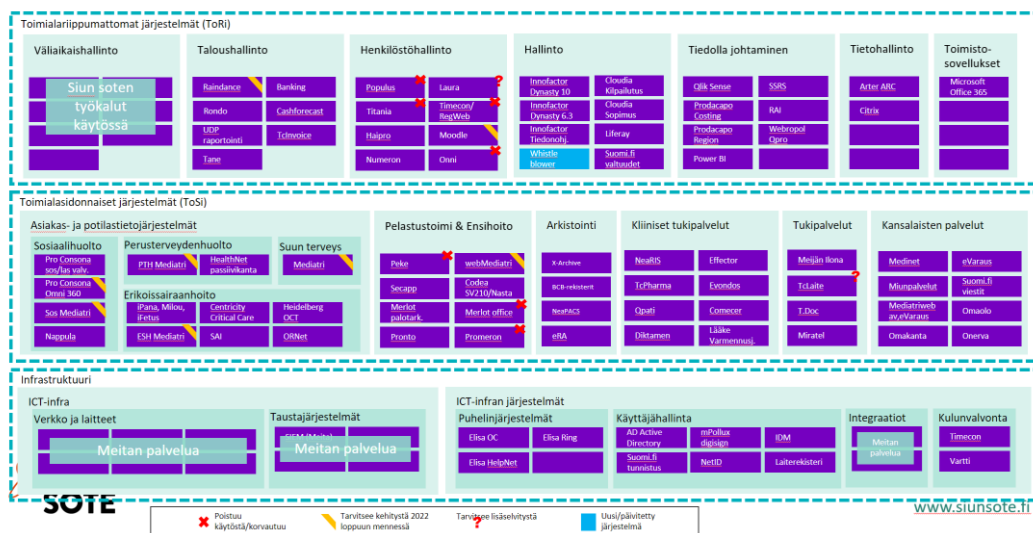 Toimialariippumattomat järjestelmät (ToRi)
Väliaikaishallinto
Siun soten
työkalut
käytössä
Taloushallinto
Raindance
Banking
Rondo
Cashforecast
UDP
raportointi
TcInvoice
Tane
Henkilöstöhallinto
Populus
Laura
Titania
Timecon/
RegWeb
Haipro
Moodle
Numeron
Onni
Hallinto
Innofactor
Dynasty 10
Cloudia
Kilpailutus
Innofactor
Dynasty 6.3
Cloudia
Sopimus
Innofactor
Tiedonohj.
Liferay
Whistle
blower
Suomi.fi
valtuudet
Tiedolla johtaminen
Qlik Sense
SSRS
Prodacapo
Costing
RAI
Prodacapo
Region
Webropol
Qpro
Power BI
Tietohallinto
Arter ARC
Citrix
Toimisto-
sovellukset
Microsoft
Office 365
Toimialasidonnaiset järjestelmät (ToSi)
Asiakas- ja potilastietojärjestelmät
Sosiaalihuolto
Pro Consona
sos/las valv.
Pro Consona
Omni 360
Sos Mediatri
Nappula
Perusterveydenhuolto
PTH Mediatri
HealthNet
passiivikanta
Suun terveys
Mediatri
Erikoissairaanhoito
iPana, Milou,
iFetus
Centricity
Critical Care
Heidelberg
OCT
ESH Mediatri
SAI
ORNet
Pelastustoimi & Ensihoito
Peke
webMediatri
Secapp
Codea
SV210/Nasta
Merlot
palotark.
Merlot office
Pronto
Promeron
Arkistointi
X-Archive
BCB-rekisterit
NeaPACS
eRA
Kliiniset tukipalvelut
NeaRIS
Effector
TcPharma
Evondos
Qpati
Comecer
Diktamen
Lääke
Varmennusj.
Tukipalvelut
Meijän Ilona
TcLaite
T.Doc
Miratel
Kansalaisten palvelut
Medinet
eVaraus
Miunpalvelut
Suomi.fi
viestit
Mediatriweb
av,eVaraus
Omaolo
Omakanta
Onerva
Infrastruktuuri
ICT-infra
Verkko ja laitteet
Meitan palvelua
Taustajärjestelmät
Meitan palvelua
ICT-infran järjestelmät
Puhelinjärjestelmät
Elisa OC
Elisa Ring
Elisa HelpNet
Käyttäjähallinta
AD Active
Directory
mPollux
digisign
IDM
Suomi.fi
tunnistus
NetID
Laiterekisteri
Integraatiot
Meitan
palvelua
Kulunvalvonta
Timecon
Vartti
SOTE
Poistuu
käytöstä/korvautuu
Tarvitsee kehitystä 2022
loppuun mennessä
Tarvitsee lisäselvitystä
Uusi/päivitetty
järjestelmä
www.siunsote.fi